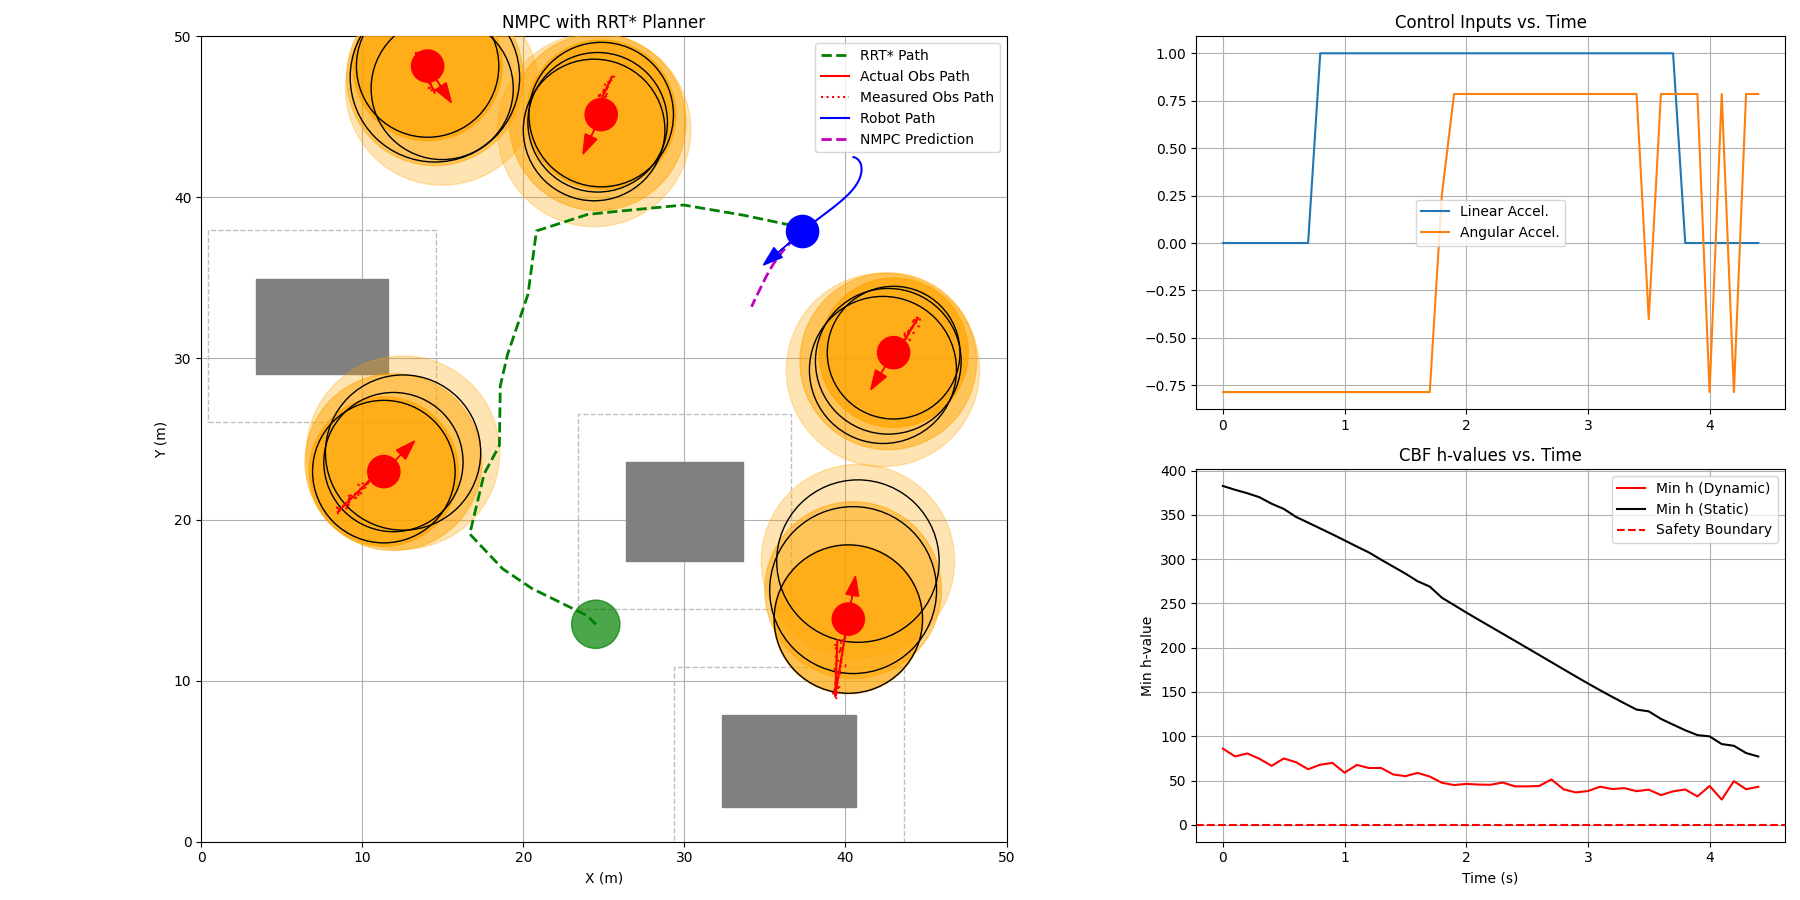 NMPC with RRT* Planner
50
40
30
20
10
0
Y (m)
0 10 20 30 40 50
X (m)
RRT* Path
Actual Obs Path
Measured Obs Path
Robot Path
NMPC Prediction
Control Inputs vs. Time
1.00
0.75
0.50
0.25
0.00
−0.25
−0.50
−0.75
Linear Accel.
Angular Accel.
0 1 2 3 4
CBF h-values vs. Time
400
350
300
250
200
150
100
50
0
Min h-value
Min h (Dynamic)
Min h (Static)
Safety Boundary
0 1 2 3 4
Time (s)